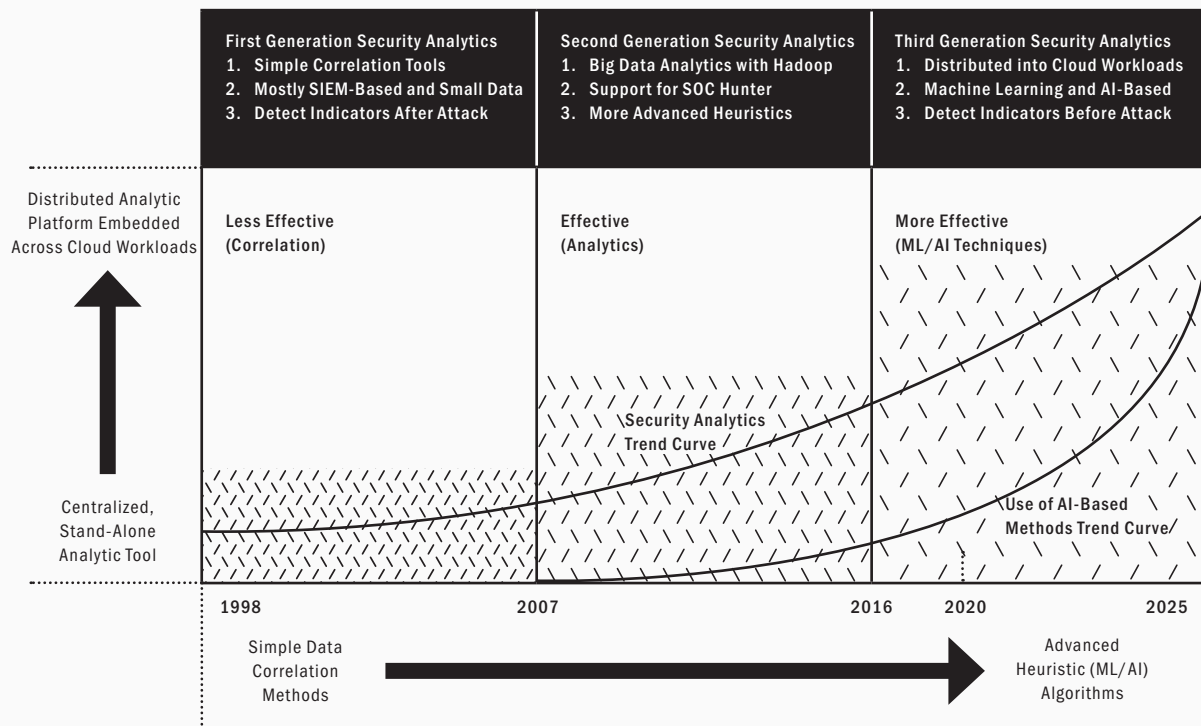 First Generation Security Analytics
1. Simple Correlation Tools
2. Mostly SIEM-Based and Small Data
3. Detect Indicators After Attack
Second Generation Security Analytics
1. Big Data Analytics with Hadoop
2. Support for SOC Hunter
3. More Advanced Heuristics
Third Generation Security Analytics
1. Distributed into Cloud Workloads
2. Machine Learning and AI-Based
3. Detect Indicators Before Attack
Distributed Analytic
Platform Embedded
Across Cloud Workloads
Centralized,
Stand-Alone
Analytic Tool
Less Effective
(Correlation)
Effective
(Analytics)
More Effective
(ML/AI Techniques)
Security Analytics
Trend Curve
Use of AI-Based
Methods Trend Curve
1998
2007
2016
2020
2025
Simple Data
Correlation
Methods
Advanced
Heuristic (ML/AI)
Algorithms